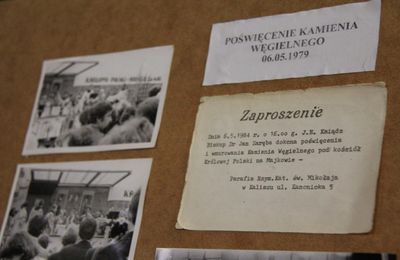 POŚWIĘCENIE KAMIENIA
WĘGIELNEGO
06.05.1979
Zaproszenie
Dnia 6.5.1984 r. o 16.oo g. J.E. Ksiądz
Biskup Dr Jan Zaręba dokona poświęcenia
i wmurowania Kamienia Węgielnego pod kościół
Królowej Polski na Majkowie -
Parafia Rzym.Kat. św. Mikołaja
w Kaliszu ul. Kanonicka 5
KRÓLOWO POLSKI